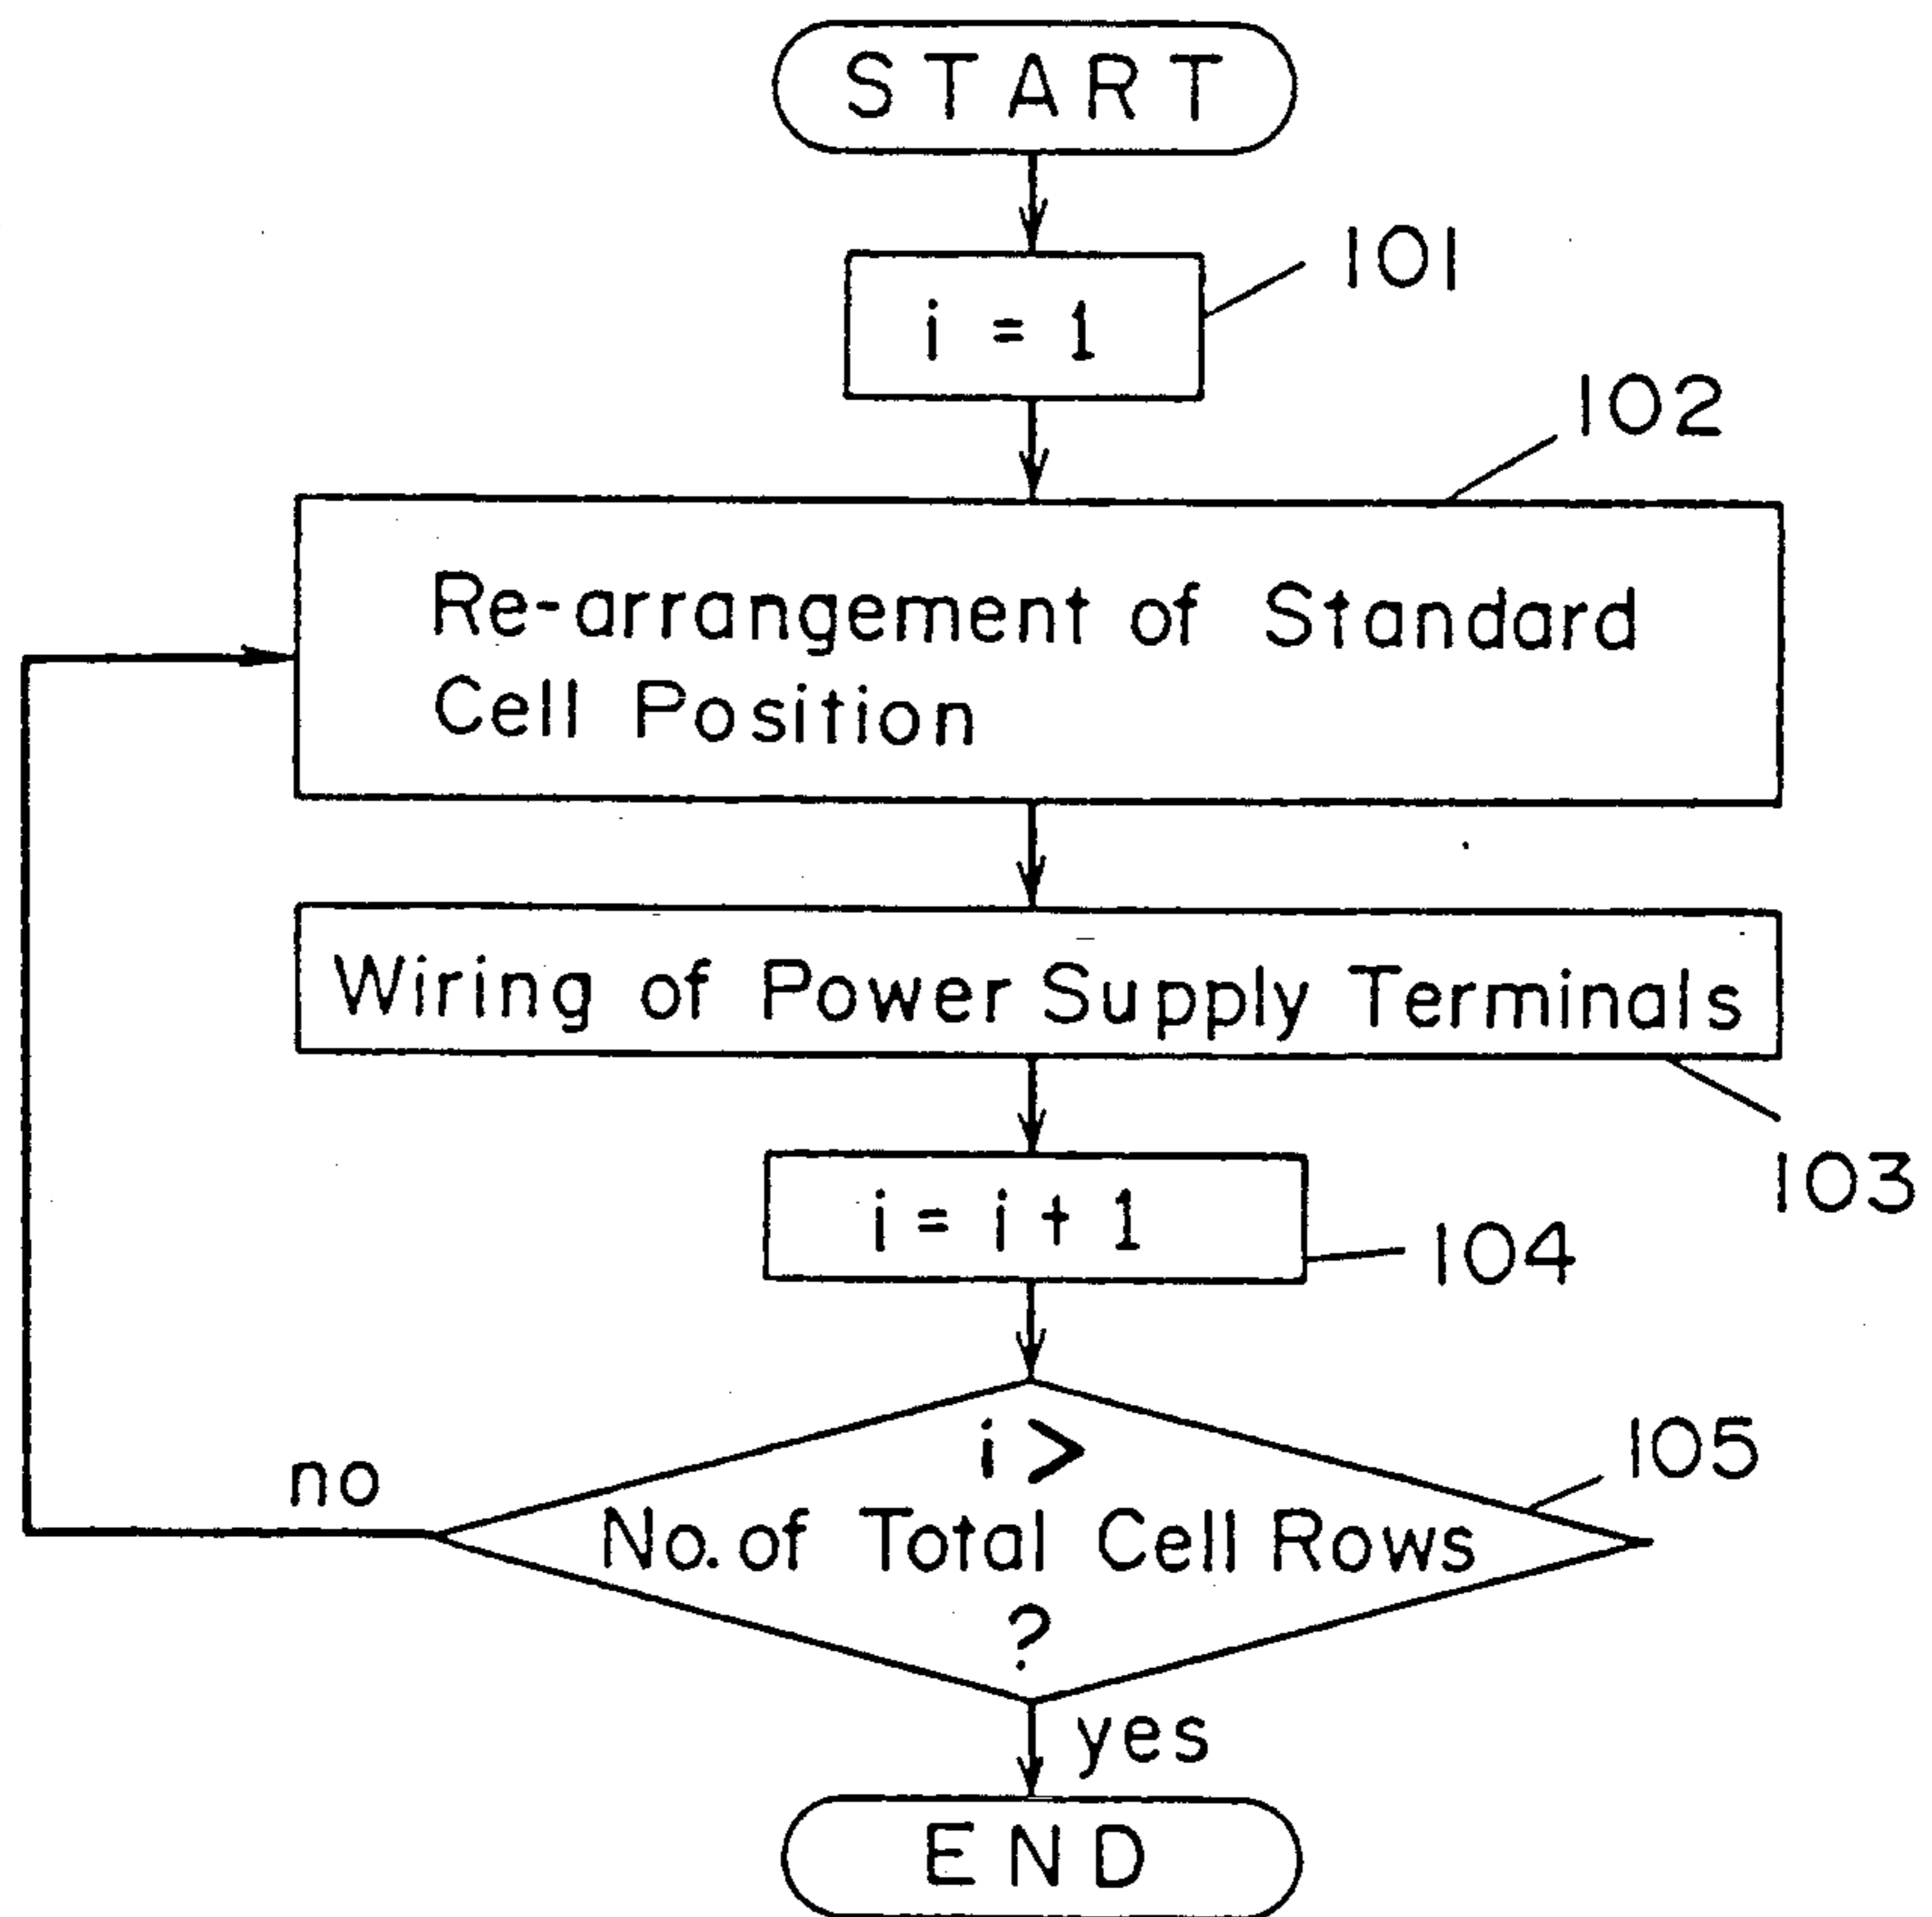 START
101
i = 1
102
Re-arrangement of Standard
Cell Position
Wiring of Power Supply Terminals
103
i = i + 1
104
i >
105
no
No. of Total Cell Rows
?
yes
END